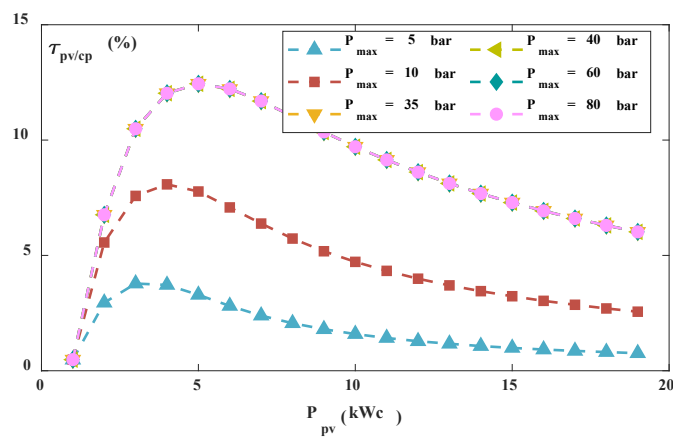 15
τpv/cp (%)
Pmax = 5 bar
Pmax = 40 bar
Pmax = 10 bar
Pmax = 60 bar
Pmax = 35 bar
Pmax = 80 bar
10
5
0
0 5 10 15 20
Ppv (kWc)